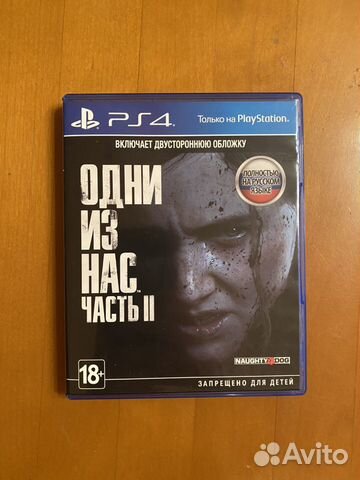 PS4
Только на PlayStation.
ВКЛЮЧАЕТ ДВУСТОРОННЮЮ ОБЛОЖКУ
ПОЛНОСТЬЮ
НА РУССКОМ
ЯЗЫКЕ
ОДНИ
ИЗ
НАС™
ЧАСТЬ II
NAUGHTY DOG
18+
ЗАПРЕЩЕНО ДЛЯ ДЕТЕЙ
Avito